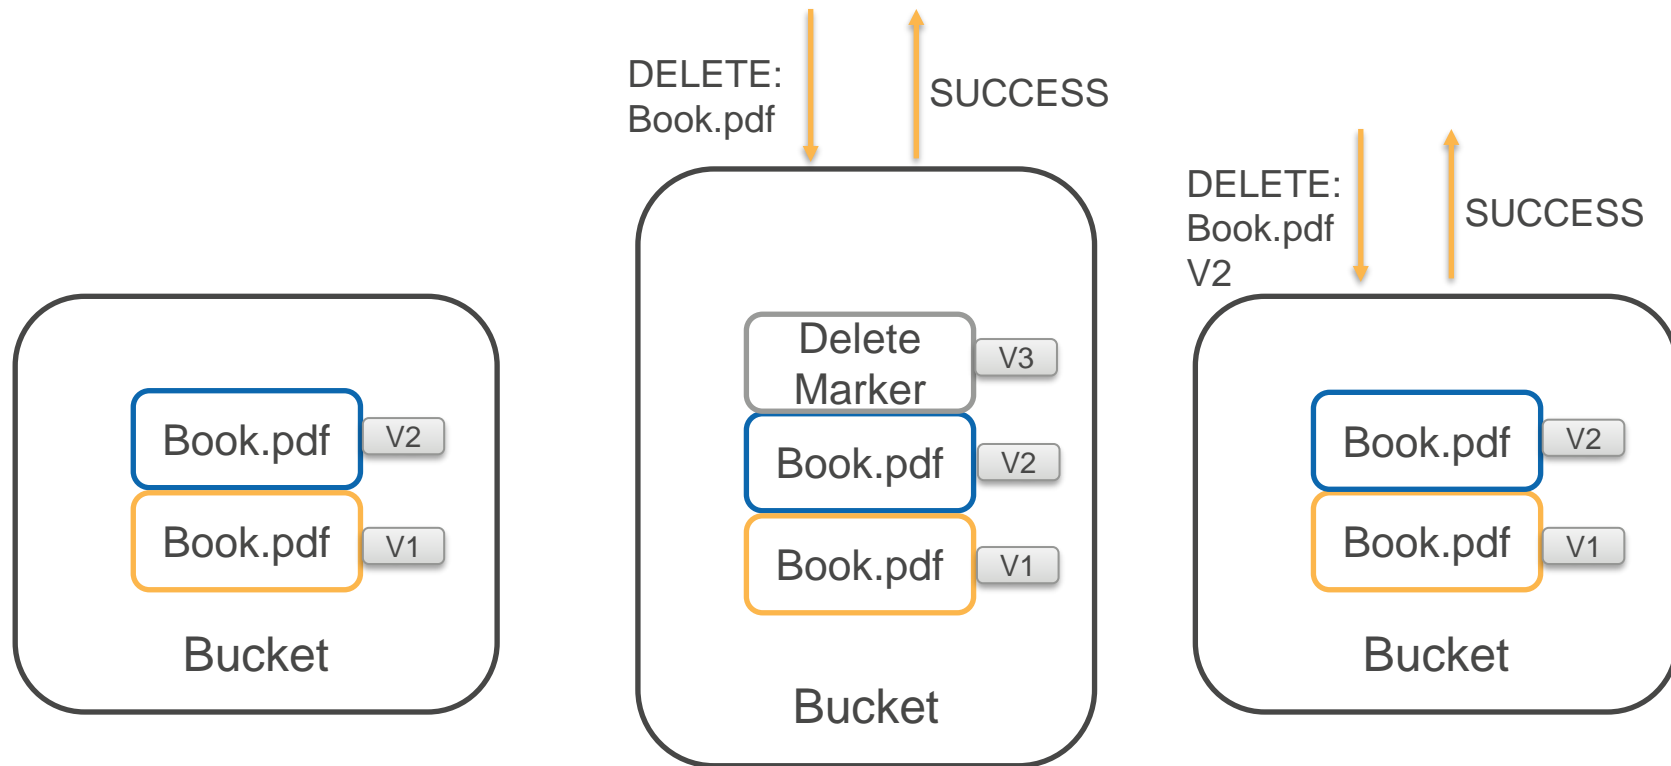 Book.pdf
V2
Book.pdf
V1
Bucket
DELETE:
Book.pdf
SUCCESS
Delete
Marker
V3
Book.pdf
V2
Book.pdf
V1
Bucket
DELETE:
Book.pdf
V2
SUCCESS
Book.pdf
V2
Book.pdf
V1
Bucket